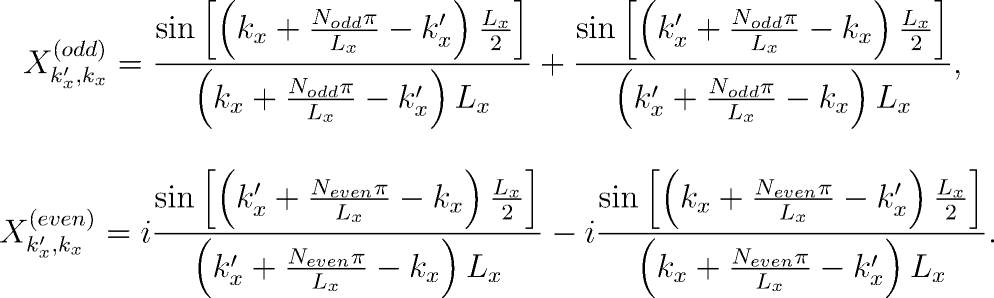 $X_{k'_x,k_x}^{(odd)} = \frac{\sin\left[\left(k_x + \frac{N_{odd}\pi}{L_x} - k'_x\right)\frac{L_x}{2}\right]}{\left(k_x + \frac{N_{odd}\pi}{L_x} - k'_x\right)L_x} + \frac{\sin\left[\left(k'_x + \frac{N_{odd}\pi}{L_x} - k_x\right)\frac{L_x}{2}\right]}{\left(k'_x + \frac{N_{odd}\pi}{L_x} - k_x\right)L_x},$
$X_{k'_x,k_x}^{(even)} = i\frac{\sin\left[\left(k'_x + \frac{N_{even}\pi}{L_x} - k_x\right)\frac{L_x}{2}\right]}{\left(k'_x + \frac{N_{even}\pi}{L_x} - k_x\right)L_x} - i\frac{\sin\left[\left(k_x + \frac{N_{even}\pi}{L_x} - k'_x\right)\frac{L_x}{2}\right]}{\left(k_x + \frac{N_{even}\pi}{L_x} - k'_x\right)L_x}.$